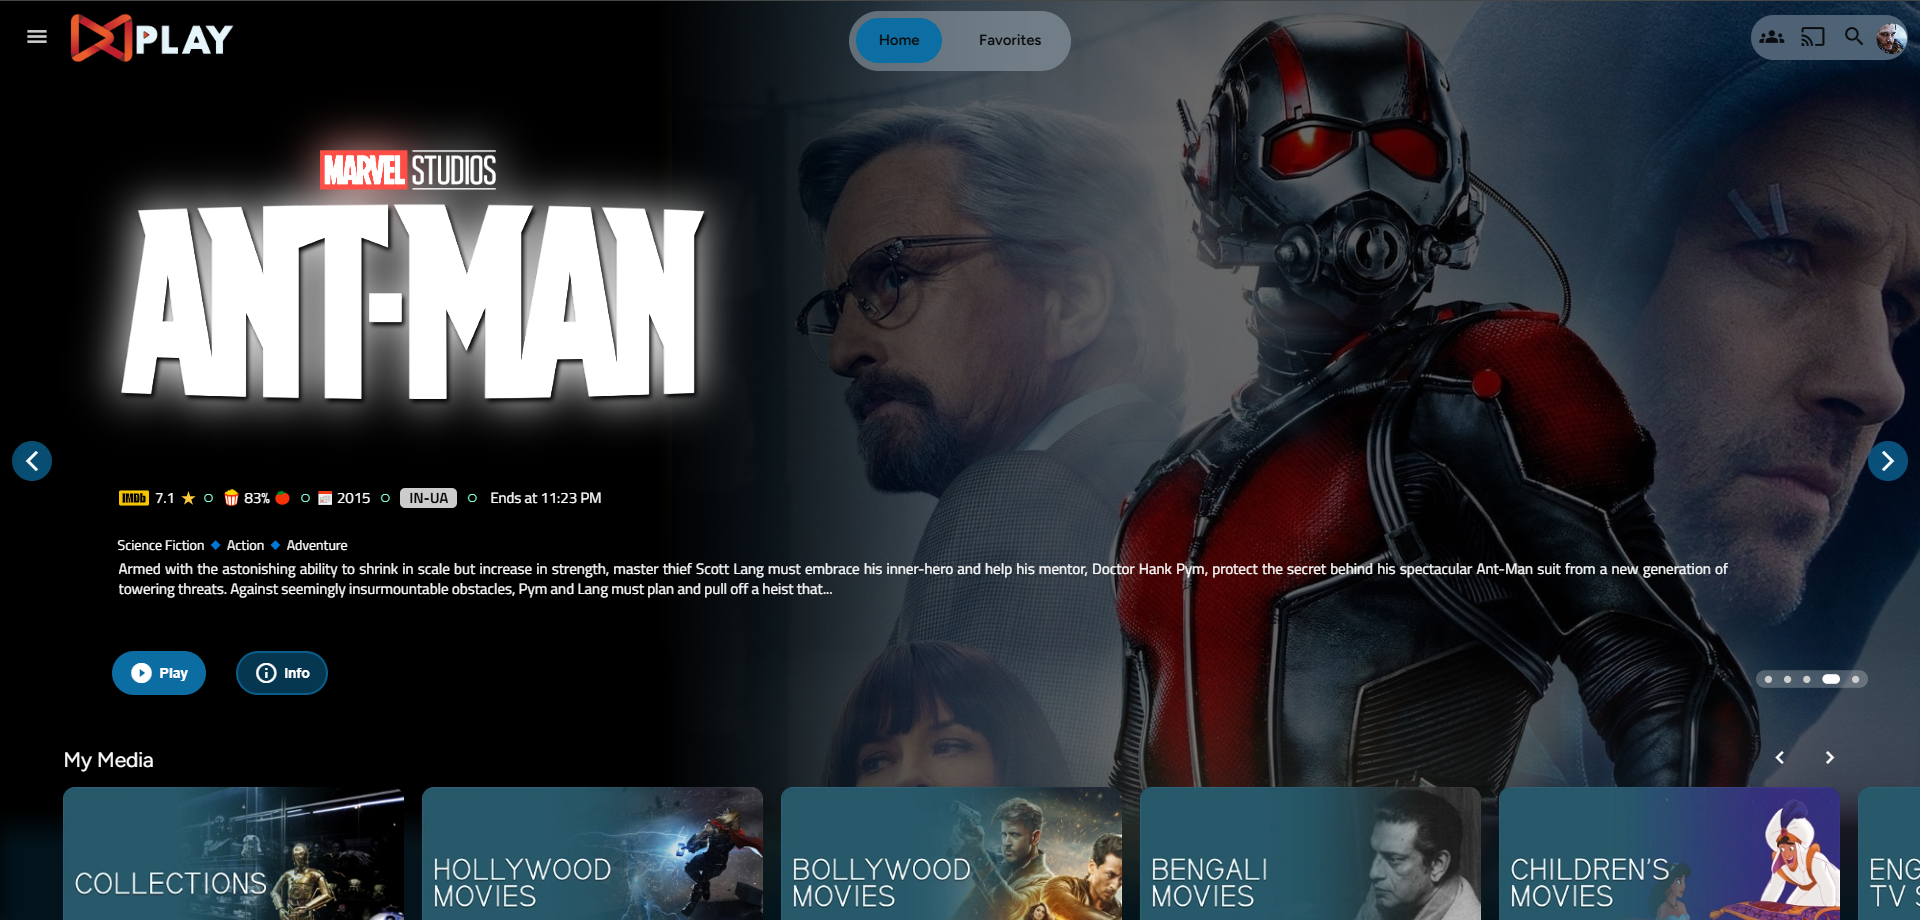 PLAY
Home
Favorites
MARVEL STUDIOS
ANT-MAN
IMDb 7.1 83% 2015 IN-UA Ends at 11:23 PM
Science Fiction Action Adventure
Armed with the astonishing ability to shrink in scale but increase in strength, master thief Scott Lang must embrace his inner-hero and help his mentor, Doctor Hank Pym, protect the secret behind his spectacular Ant-Man suit from a new generation of
towering threats. Against seemingly insurmountable obstacles, Pym and Lang must plan and pull off a heist that...
Play
Info
My Media
COLLECTIONS
HOLLYWOOD
MOVIES
BOLLYWOOD
MOVIES
BENGALI
MOVIES
CHILDREN'S
MOVIES
ENG
TV